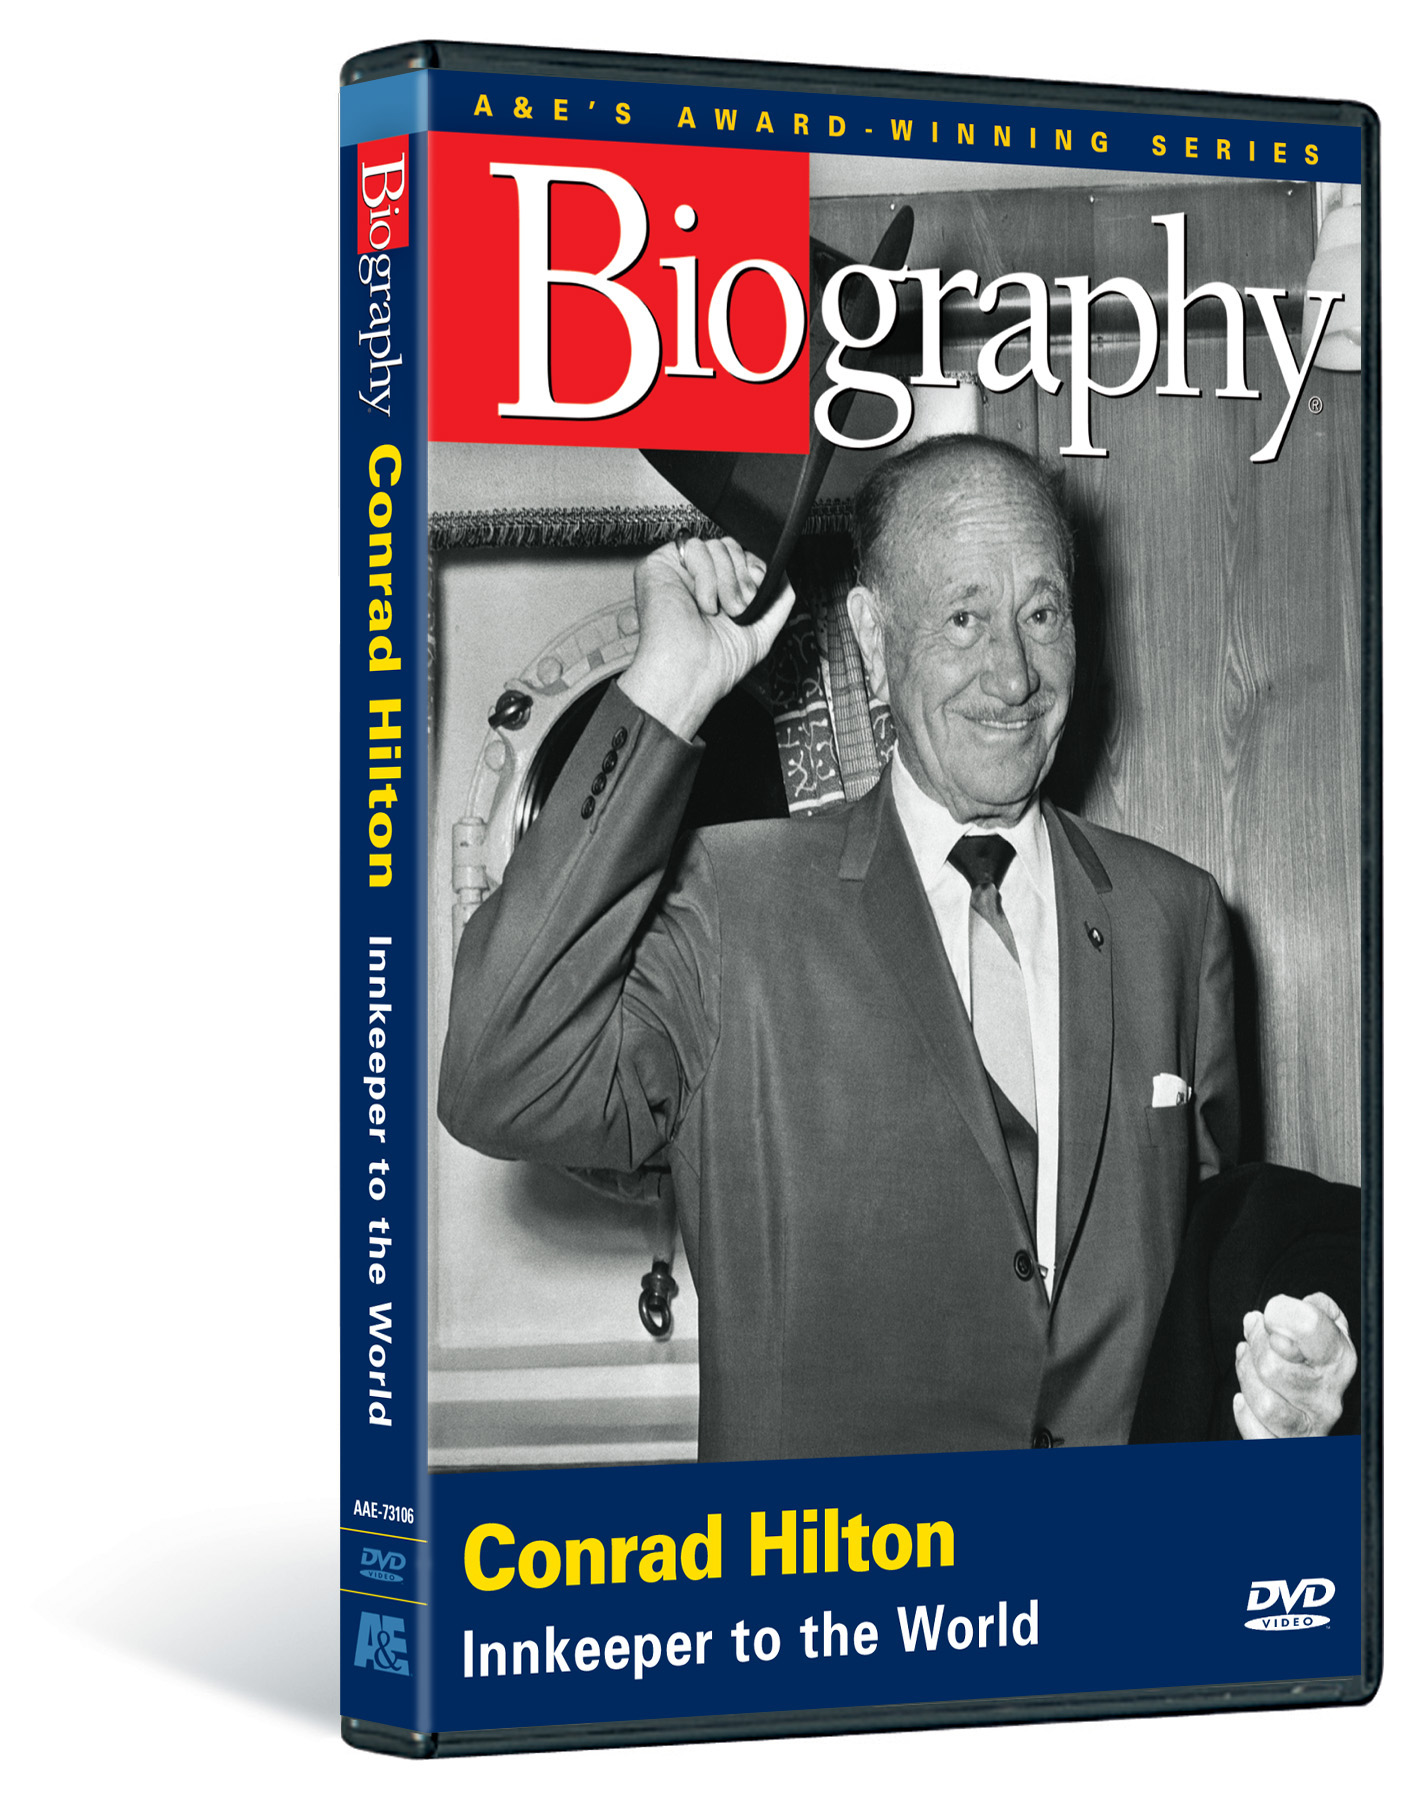 A&E'S AWARD-WINNING SERIES
Biography®
Conrad Hilton
Innkeeper to the World
DVD
VIDEO™
Biography
Conrad Hilton Innkeeper to the World
AAE-73106
DVD
VIDEO
A&E